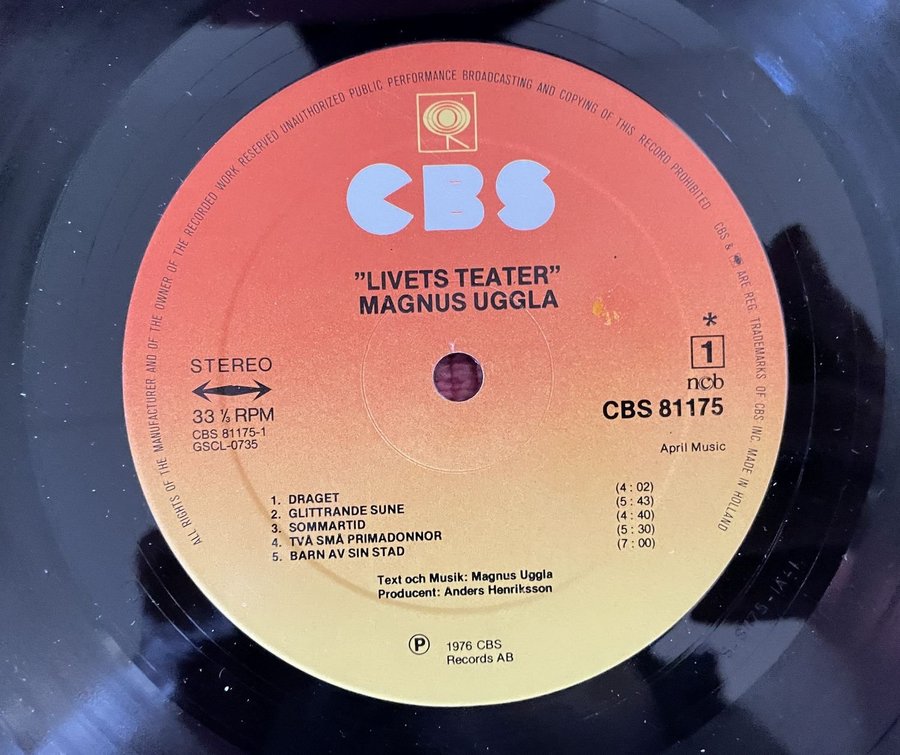 ALL RIGHTS OF THE MANUFACTURER AND OF THE OWNER OF THE RECORDED WORK RESERVED UNAUTHORIZED PUBLIC PERFORMANCE BROADCASTING AND COPYING OF THIS RECORD PROHIBITED CBS & ARE REG. TRADEMARKS OF CBS INC. MADE IN HOLLAND
CBS
"LIVETS TEATER"
MAGNUS UGGLA
STEREO
33 ⅓ RPM
CBS 81175-1
GSCL-0735
*
1
ncb
CBS 81175
April Music
1. DRAGET (4 : 02)
2. GLITTRANDE SUNE (5 : 43)
3. SOMMARTID (4 : 40)
4. TVÅ SMÅ PRIMADONNOR (5 : 30)
5. BARN AV SIN STAD (7 : 00)
Text och Musik: Magnus Uggla
Producent: Anders Henriksson
Ⓟ 1976 CBS
Records AB